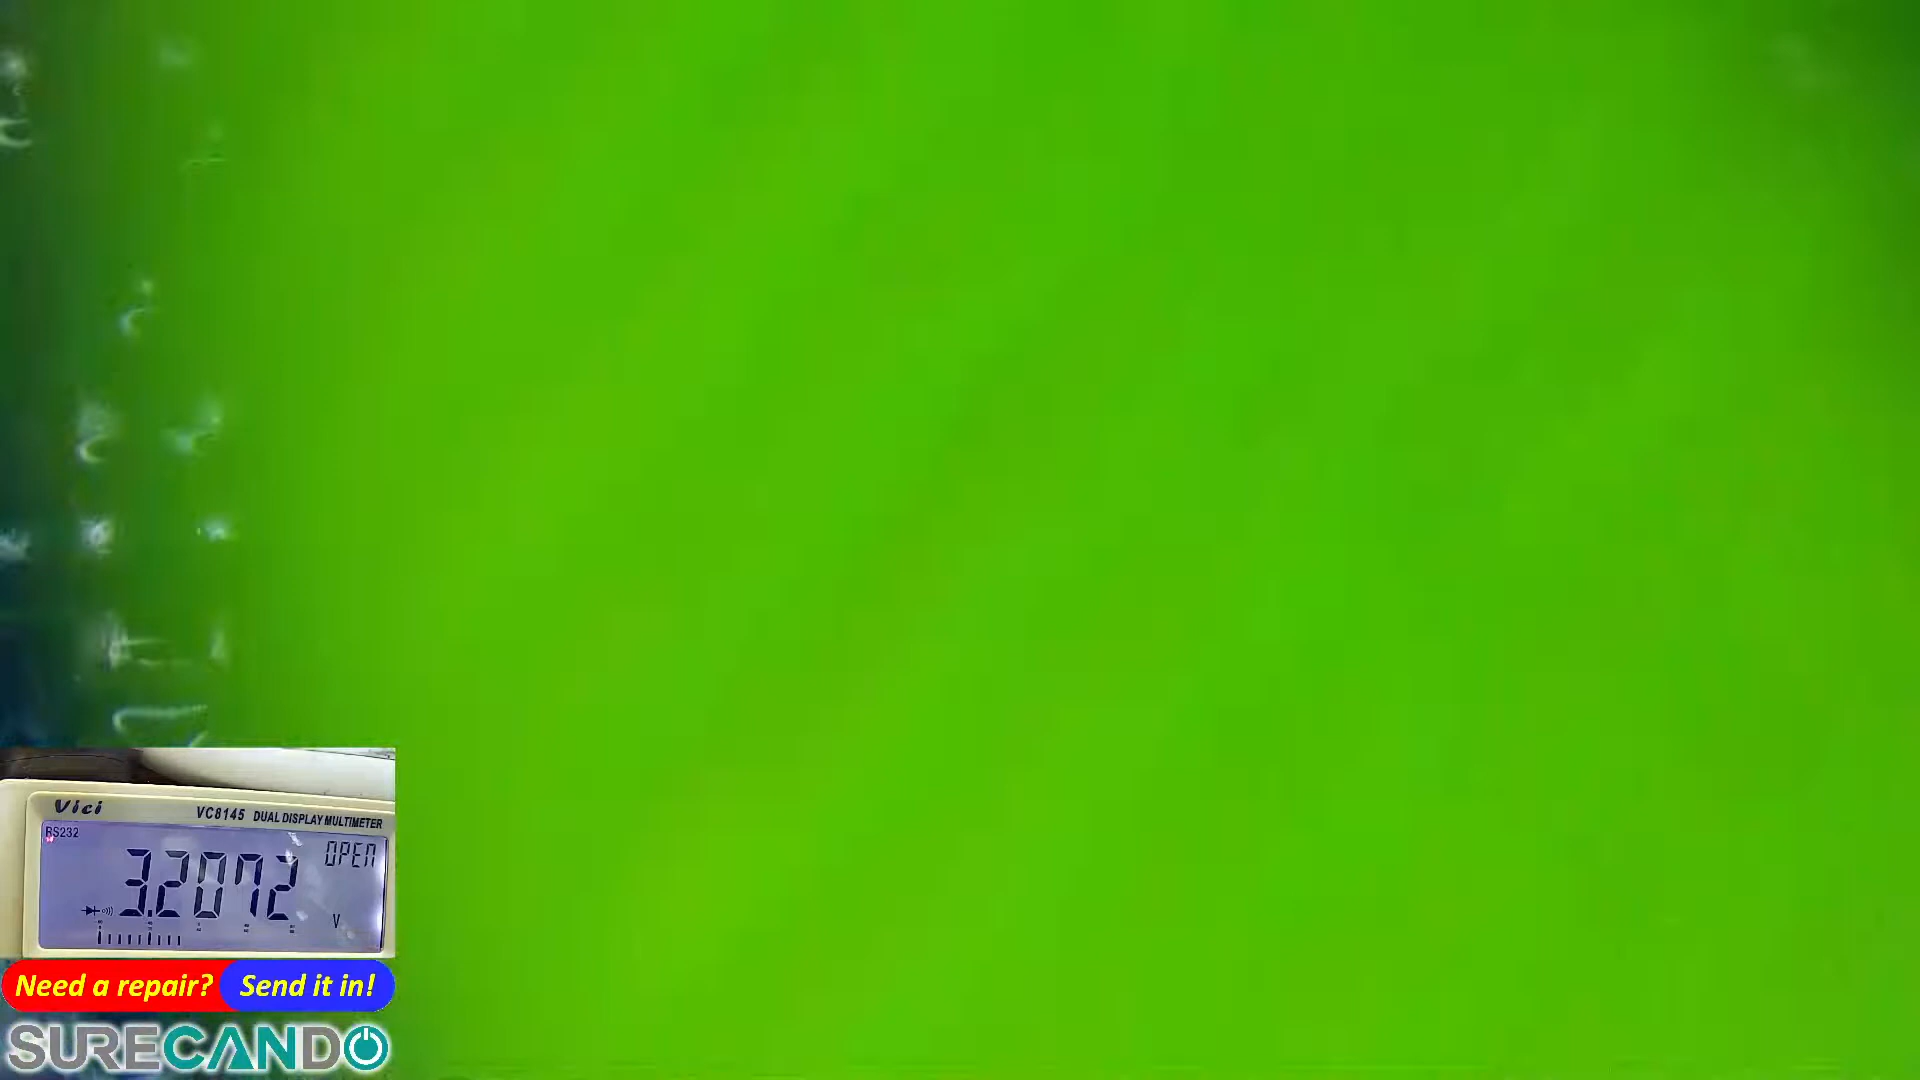 Vici
VC8145 DUAL DISPLAY MULTIMETER
RS232
OPEN
3.2072
V
Need a repair? Send it in!
SURECANDO